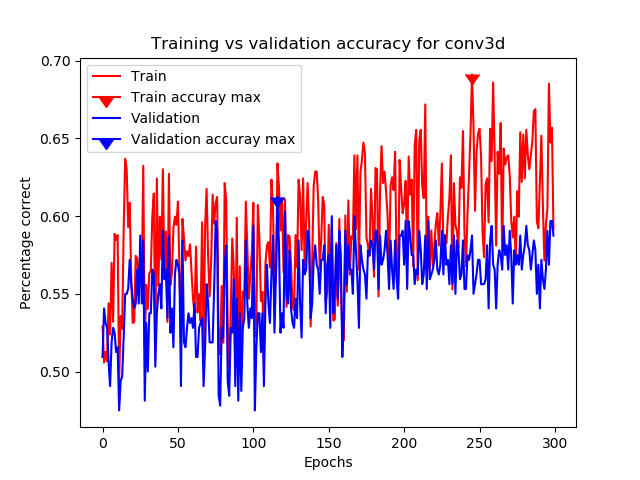 Training vs validation accuracy for conv3d
0.70
0.65
0.60
0.55
0.50
Percentage correct
Train
Train accuray max
Validation
Validation accuray max
0 50 100 150 200 250 300
Epochs